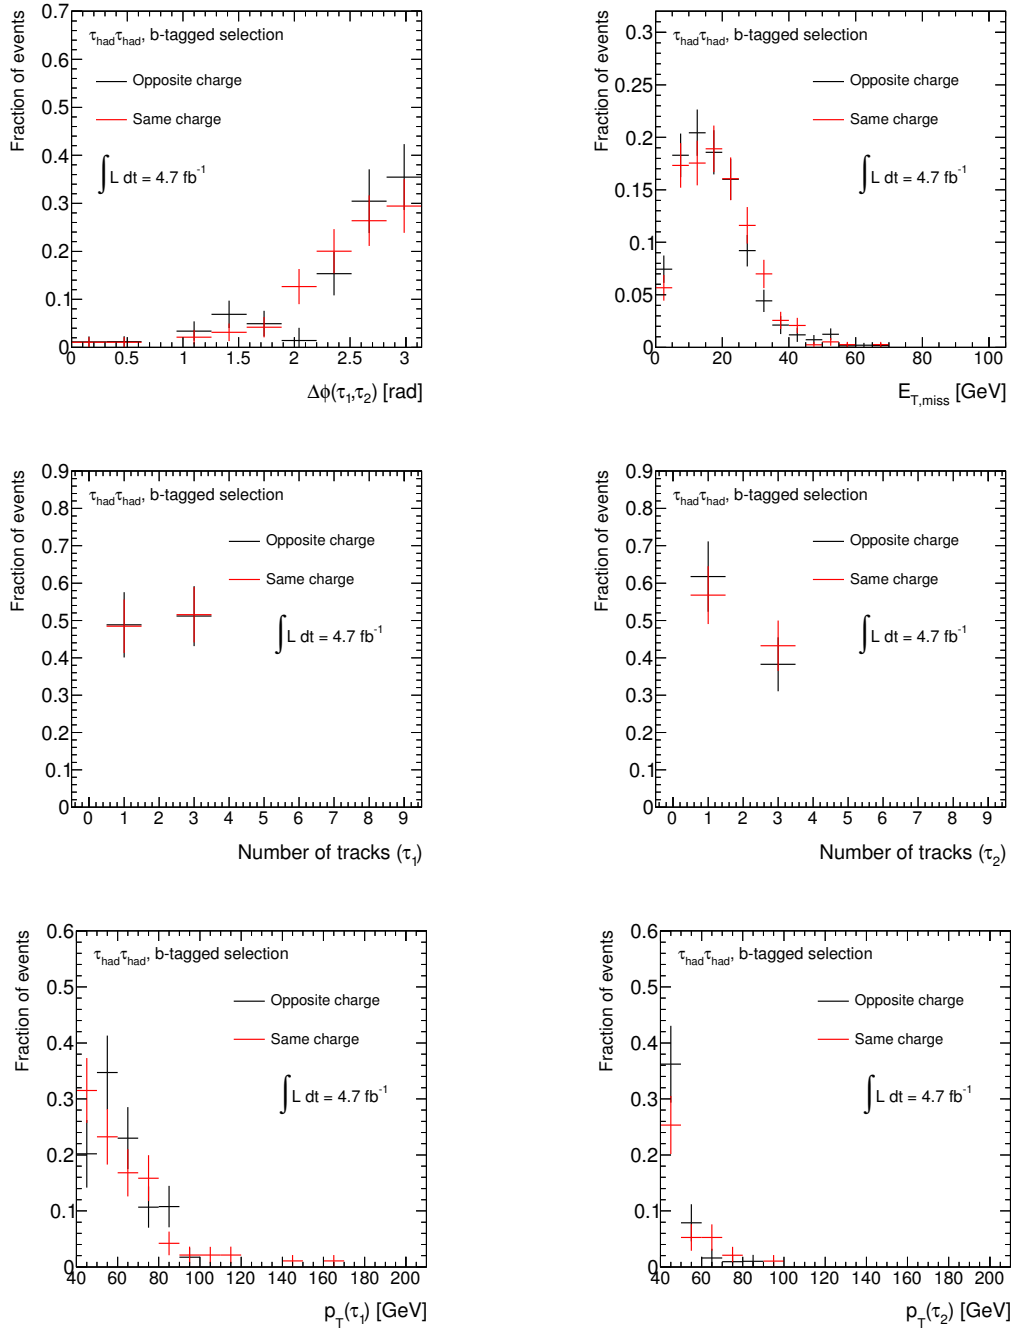 Fraction of events
τhadτhad, b-tagged selection
Opposite charge
Same charge
∫ L dt = 4.7 fb-1
0.7
0.6
0.5
0.4
0.3
0.2
0.1
0
0 0.5 1 1.5 2 2.5 3
Δϕ(τ1,τ2) [rad]
Fraction of events
τhadτhad, b-tagged selection
Opposite charge
Same charge
∫ L dt = 4.7 fb-1
0.3
0.25
0.2
0.15
0.1
0.05
0
0 20 40 60 80 100
ET,miss [GeV]
Fraction of events
τhadτhad, b-tagged selection
Opposite charge
Same charge
∫ L dt = 4.7 fb-1
0.9
0.8
0.7
0.6
0.5
0.4
0.3
0.2
0.1
0
0 1 2 3 4 5 6 7 8 9
Number of tracks (τ1)
Fraction of events
τhadτhad, b-tagged selection
Opposite charge
Same charge
∫ L dt = 4.7 fb-1
0.9
0.8
0.7
0.6
0.5
0.4
0.3
0.2
0.1
0
0 1 2 3 4 5 6 7 8 9
Number of tracks (τ2)
Fraction of events
τhadτhad, b-tagged selection
Opposite charge
Same charge
∫ L dt = 4.7 fb-1
0.6
0.5
0.4
0.3
0.2
0.1
0
40 60 80 100 120 140 160 180 200
pT(τ1) [GeV]
Fraction of events
τhadτhad, b-tagged selection
Opposite charge
Same charge
∫ L dt = 4.7 fb-1
0.6
0.5
0.4
0.3
0.2
0.1
0
40 60 80 100 120 140 160 180 200
pT(τ2) [GeV]